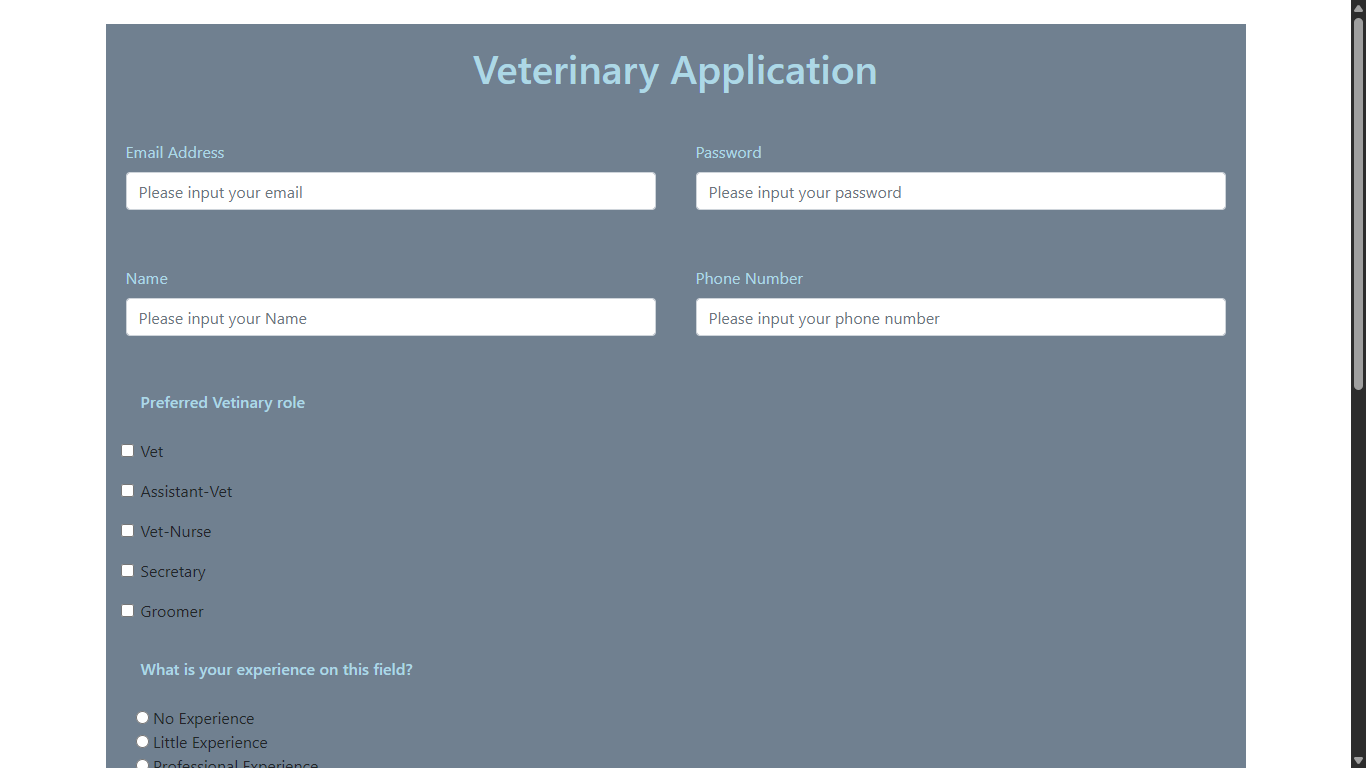 Veterinary Application
Email Address
Password
Please input your email
Please input your password
Name
Phone Number
Please input your Name
Please input your phone number
Preferred Vetinary role
Vet
Assistant-Vet
Vet-Nurse
Secretary
Groomer
What is your experience on this field?
No Experience
Little Experience
Professional Experience